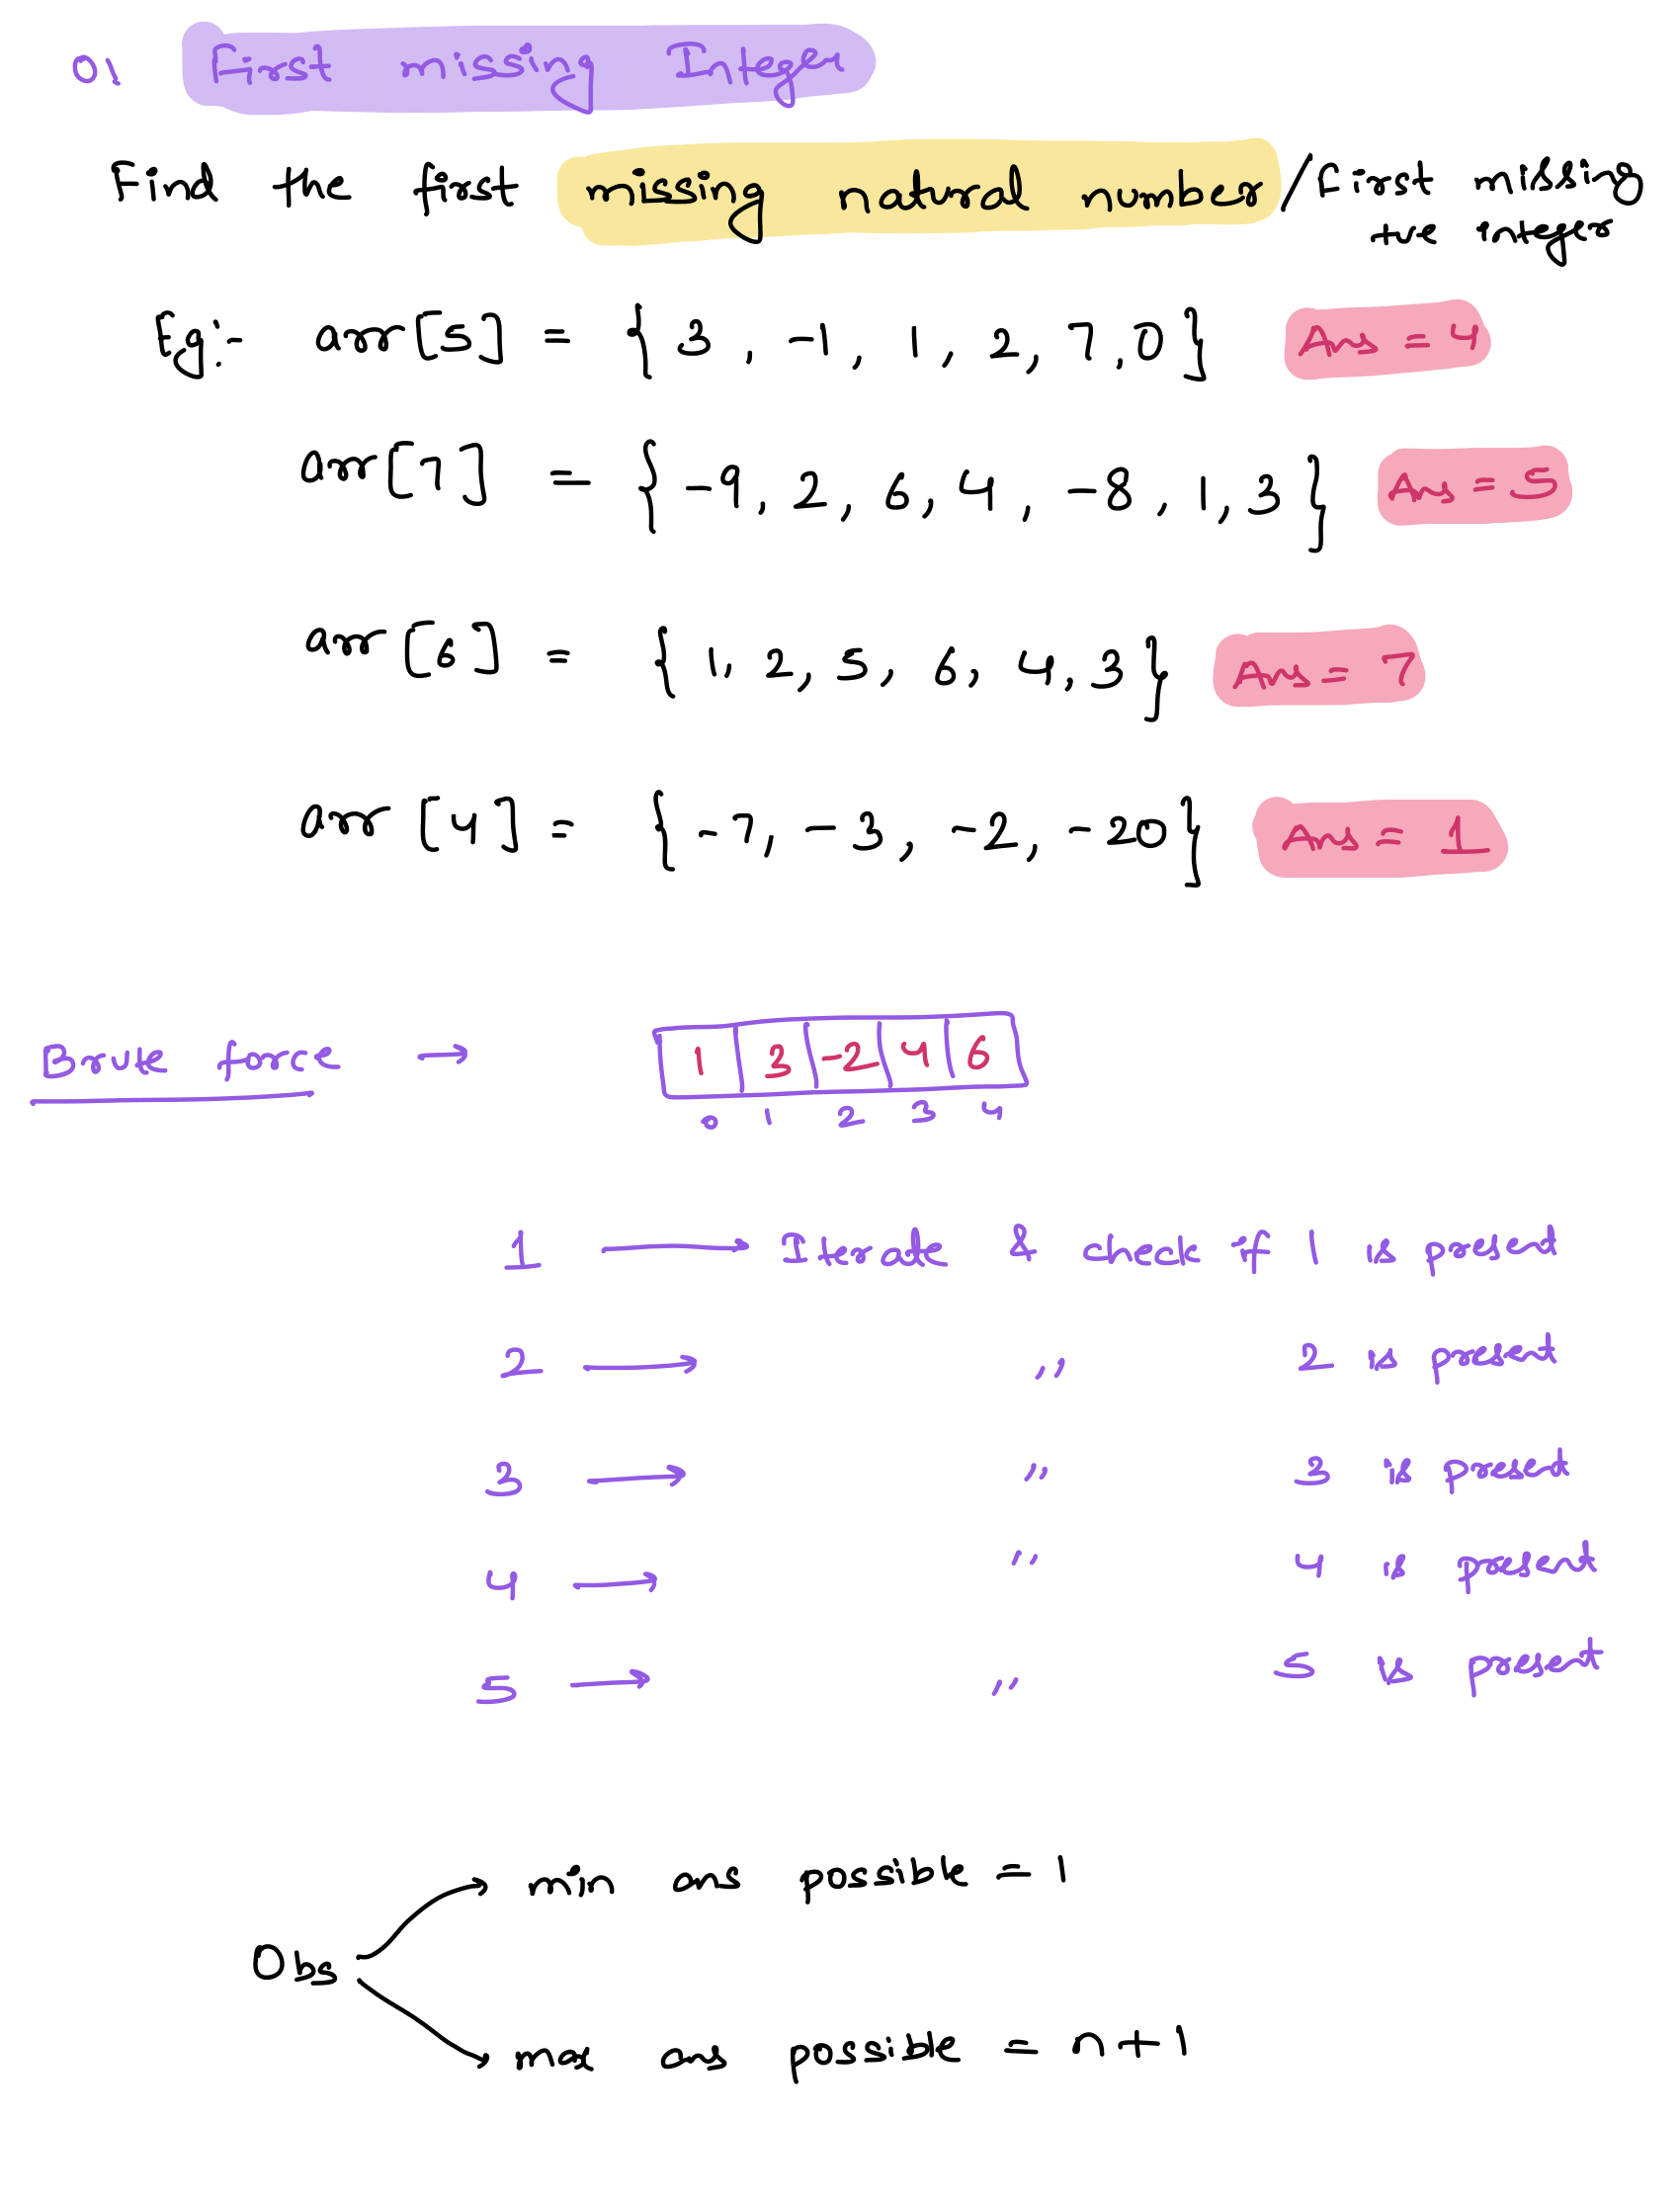 01 First missing Integer
Find the first missing natural number / first missing
+ve integer
Eg:- arr[5] = { 3 , -1 , 1 , 2 , 7 , 0 } Ans = 4
arr[7] = { -9, 2 , 6 , 4 , -8 , 1 , 3 } Ans = 5
arr[6] = { 1, 2, 5, 6, 4, 3 } Ans = 7
arr [4] = { -7, -3 , -2, -20 } Ans = 1
Brute force → 1 3 -2 4 6
0 1 2 3 4
1 → Iterate & check if 1 is present
2 → ,, 2 is present
3 → ,, 3 is present
4 → ,, 4 is present
5 → ,, 5 is present
min ans possible = 1
Obs
max ans possible = n+1